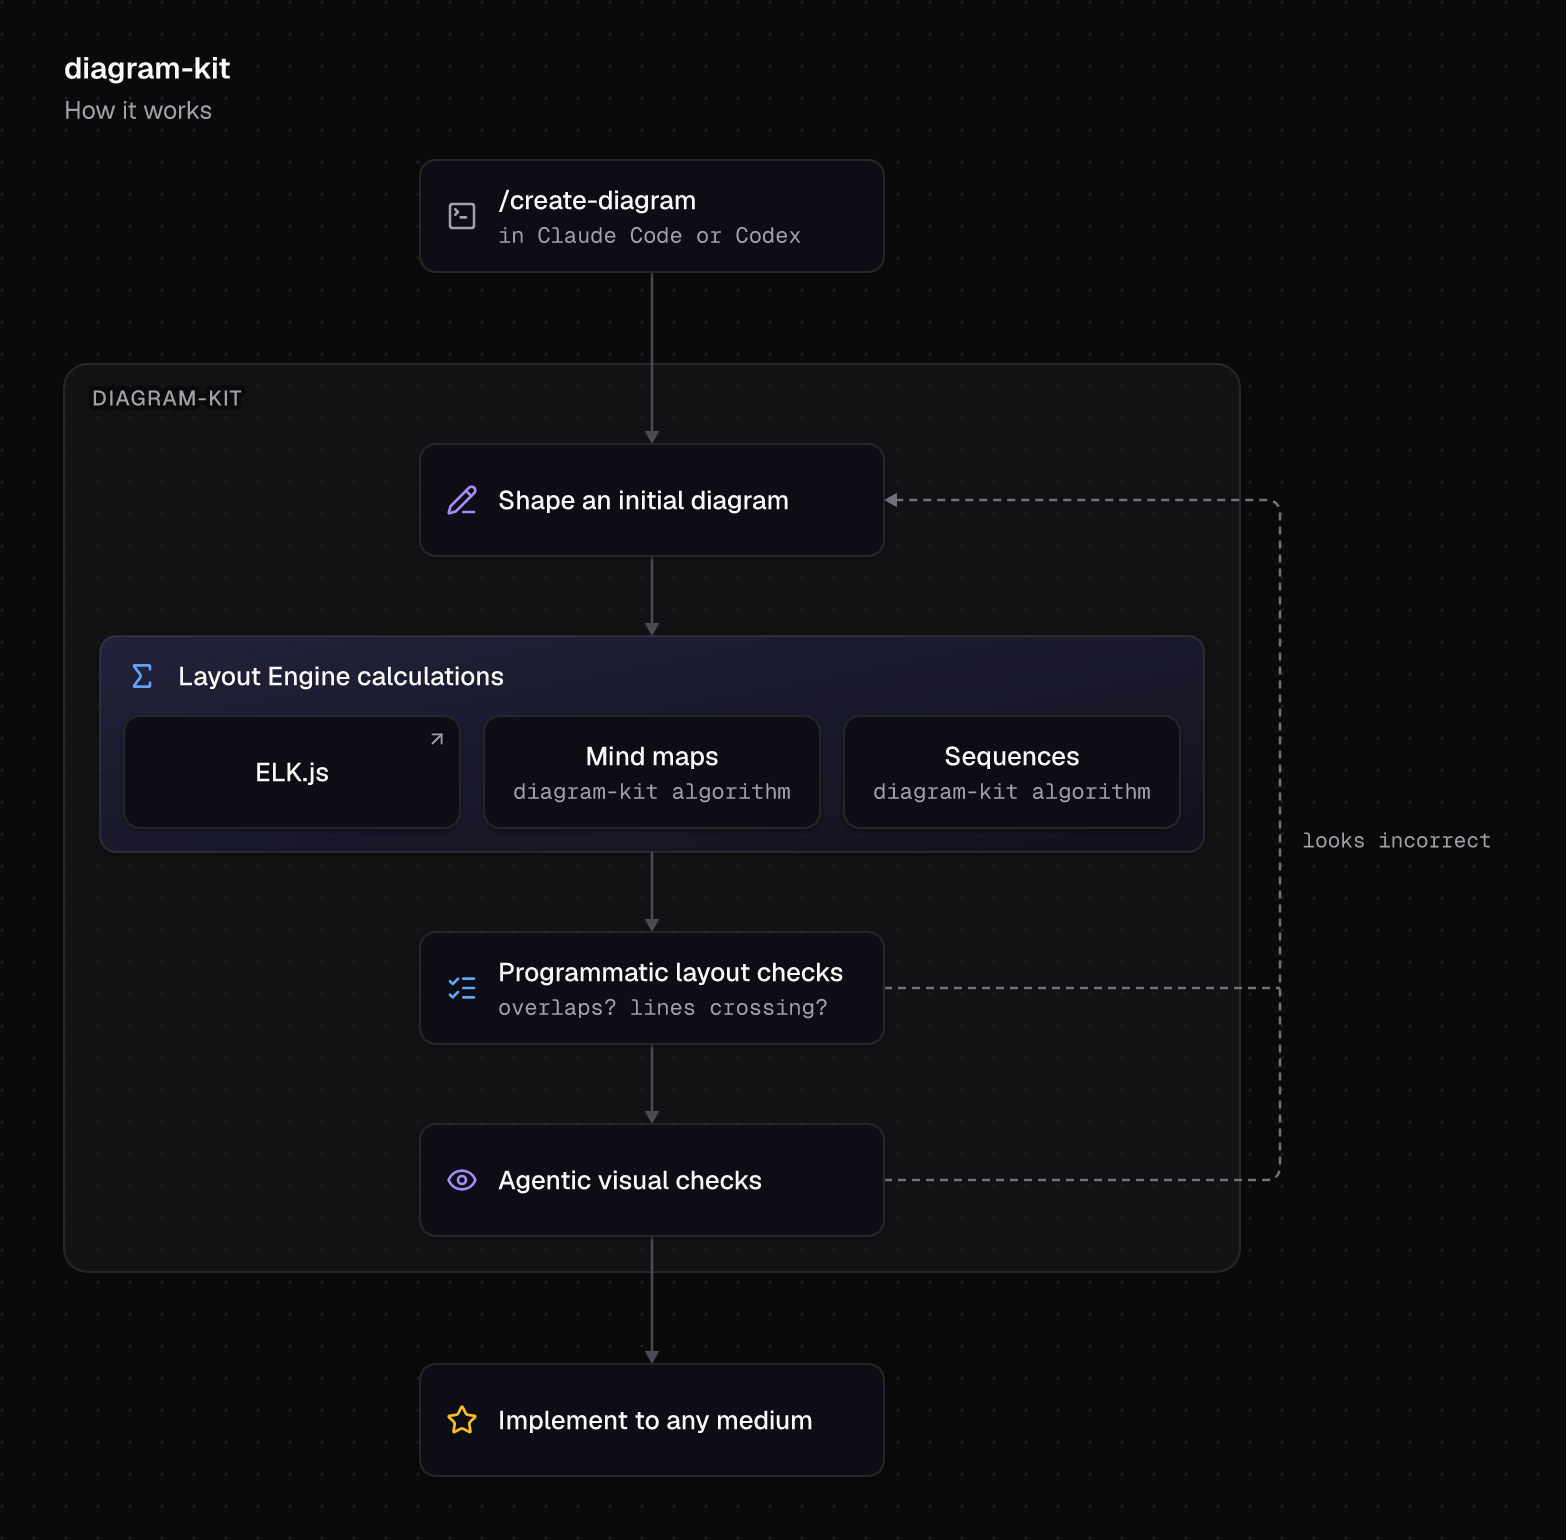 diagram-kit
How it works
/create-diagram
in Claude Code or Codex
DIAGRAM-KIT
Shape an initial diagram
Layout Engine calculations
ELK.js
Mind maps
diagram-kit algorithm
Sequences
diagram-kit algorithm
looks incorrect
Programmatic layout checks
overlaps? lines crossing?
Agentic visual checks
Implement to any medium